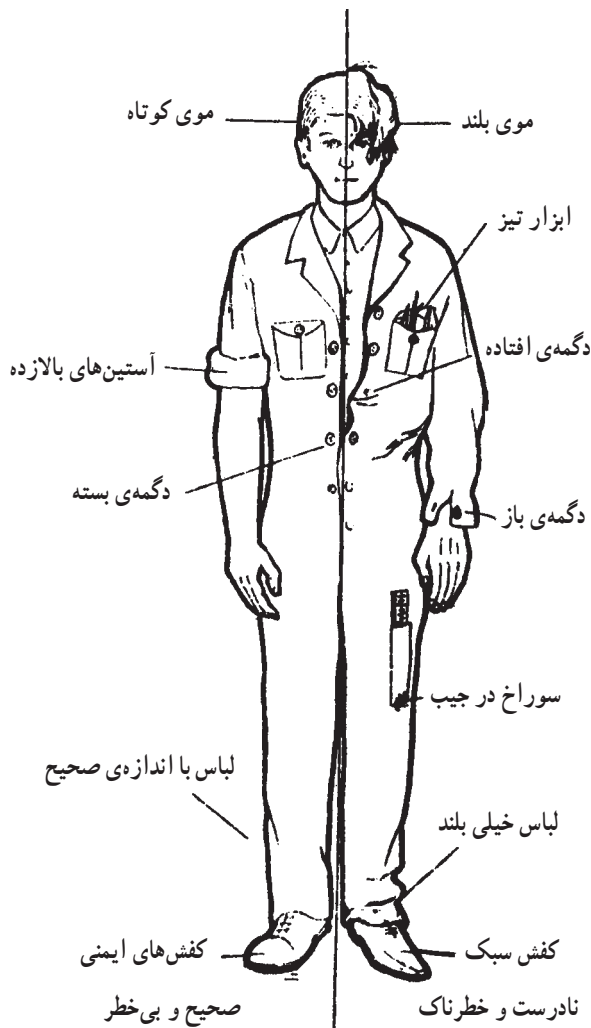 موی بلند
موی کوتاه
ابزار تیز
دگمه‌ی افتاده
آستین‌های بالازده
دگمه‌ی بسته
دگمه‌ی باز
سوراخ در جیب
لباس با اندازه‌ی صحیح
لباس خیلی بلند
کفش سبک
کفش‌های ایمنی
نادرست و خطرناک
صحیح و بی‌خطر